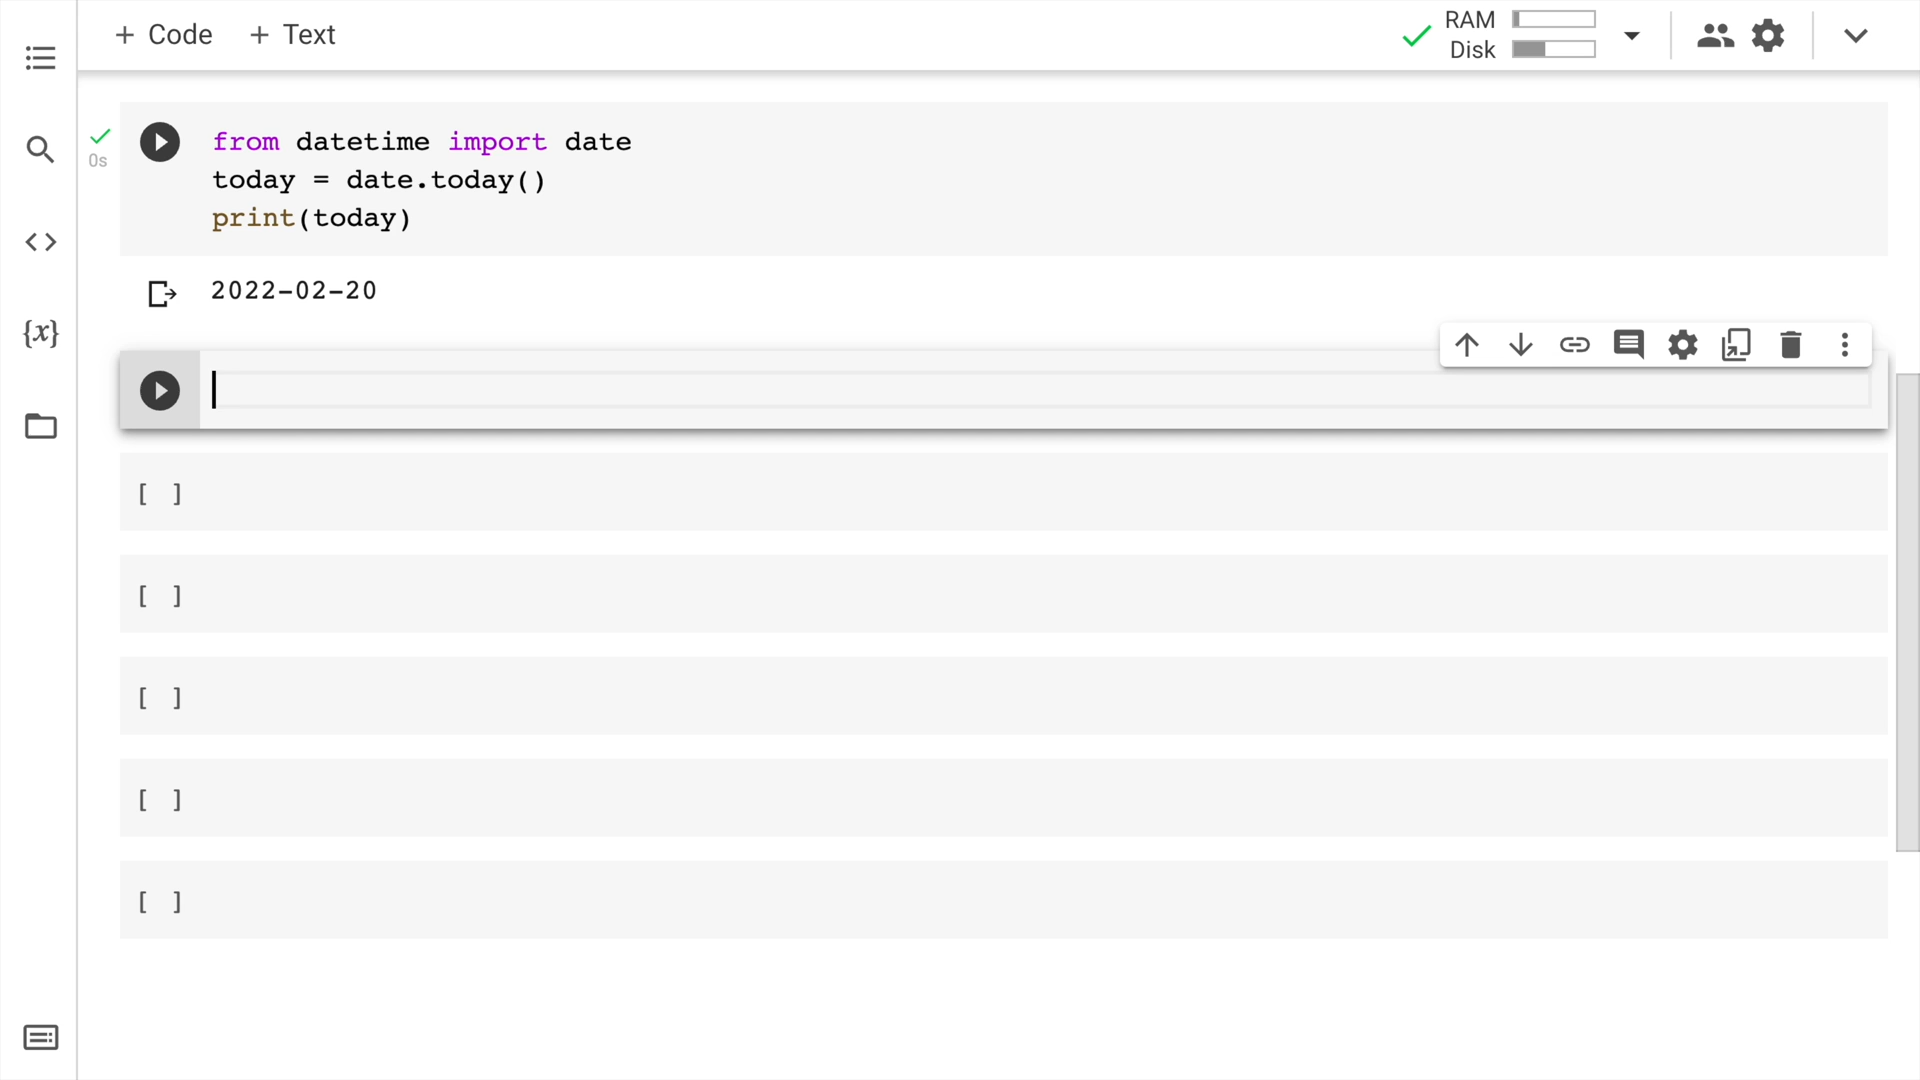 + Code + Text
RAM
Disk
0s
from datetime import date
today = date.today()
print(today)
2022-02-20
{x}
[ ]
[ ]
[ ]
[ ]
[ ]